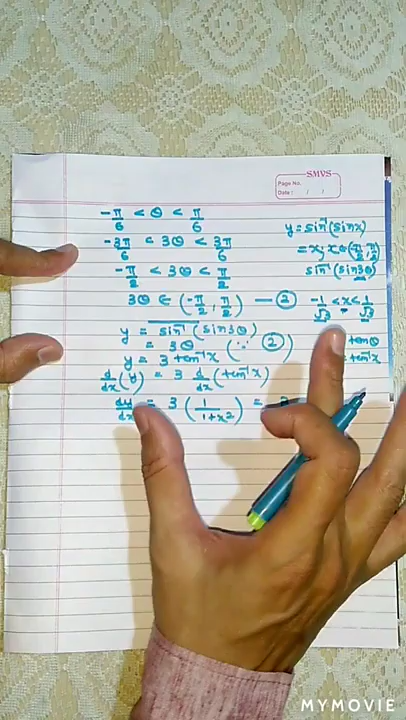 SMVS
Page No.
Date : / /
-π/6 < θ < π/6
-3π/6 < 3θ < 3π/6
-π/2 < 3θ < π/2
3θ ∈ (-π/2, π/2) — ②
y = sin⁻¹(sin3θ)
= 3θ (∵ ②)
y = 3 tan⁻¹x
d/dx (y) = 3 d/dx (tan⁻¹x)
dy/dx = 3 (1/(1+x²)) =
y = sin⁻¹(sinx)
= x; x ∈ (-π/2, π/2)
sin⁻¹(sin3θ)
-1/√3 < x < 1/√3
tanθ
= tan⁻¹x
MYMOVIE